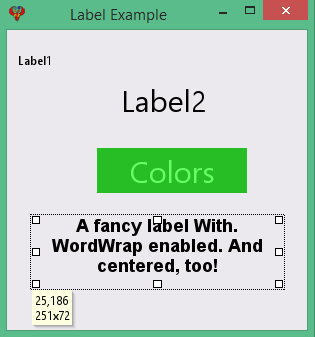 Label Example
Label1
Label2
Colors
A fancy label With.
WordWrap enabled. And
centered, too!
25,186
251x72